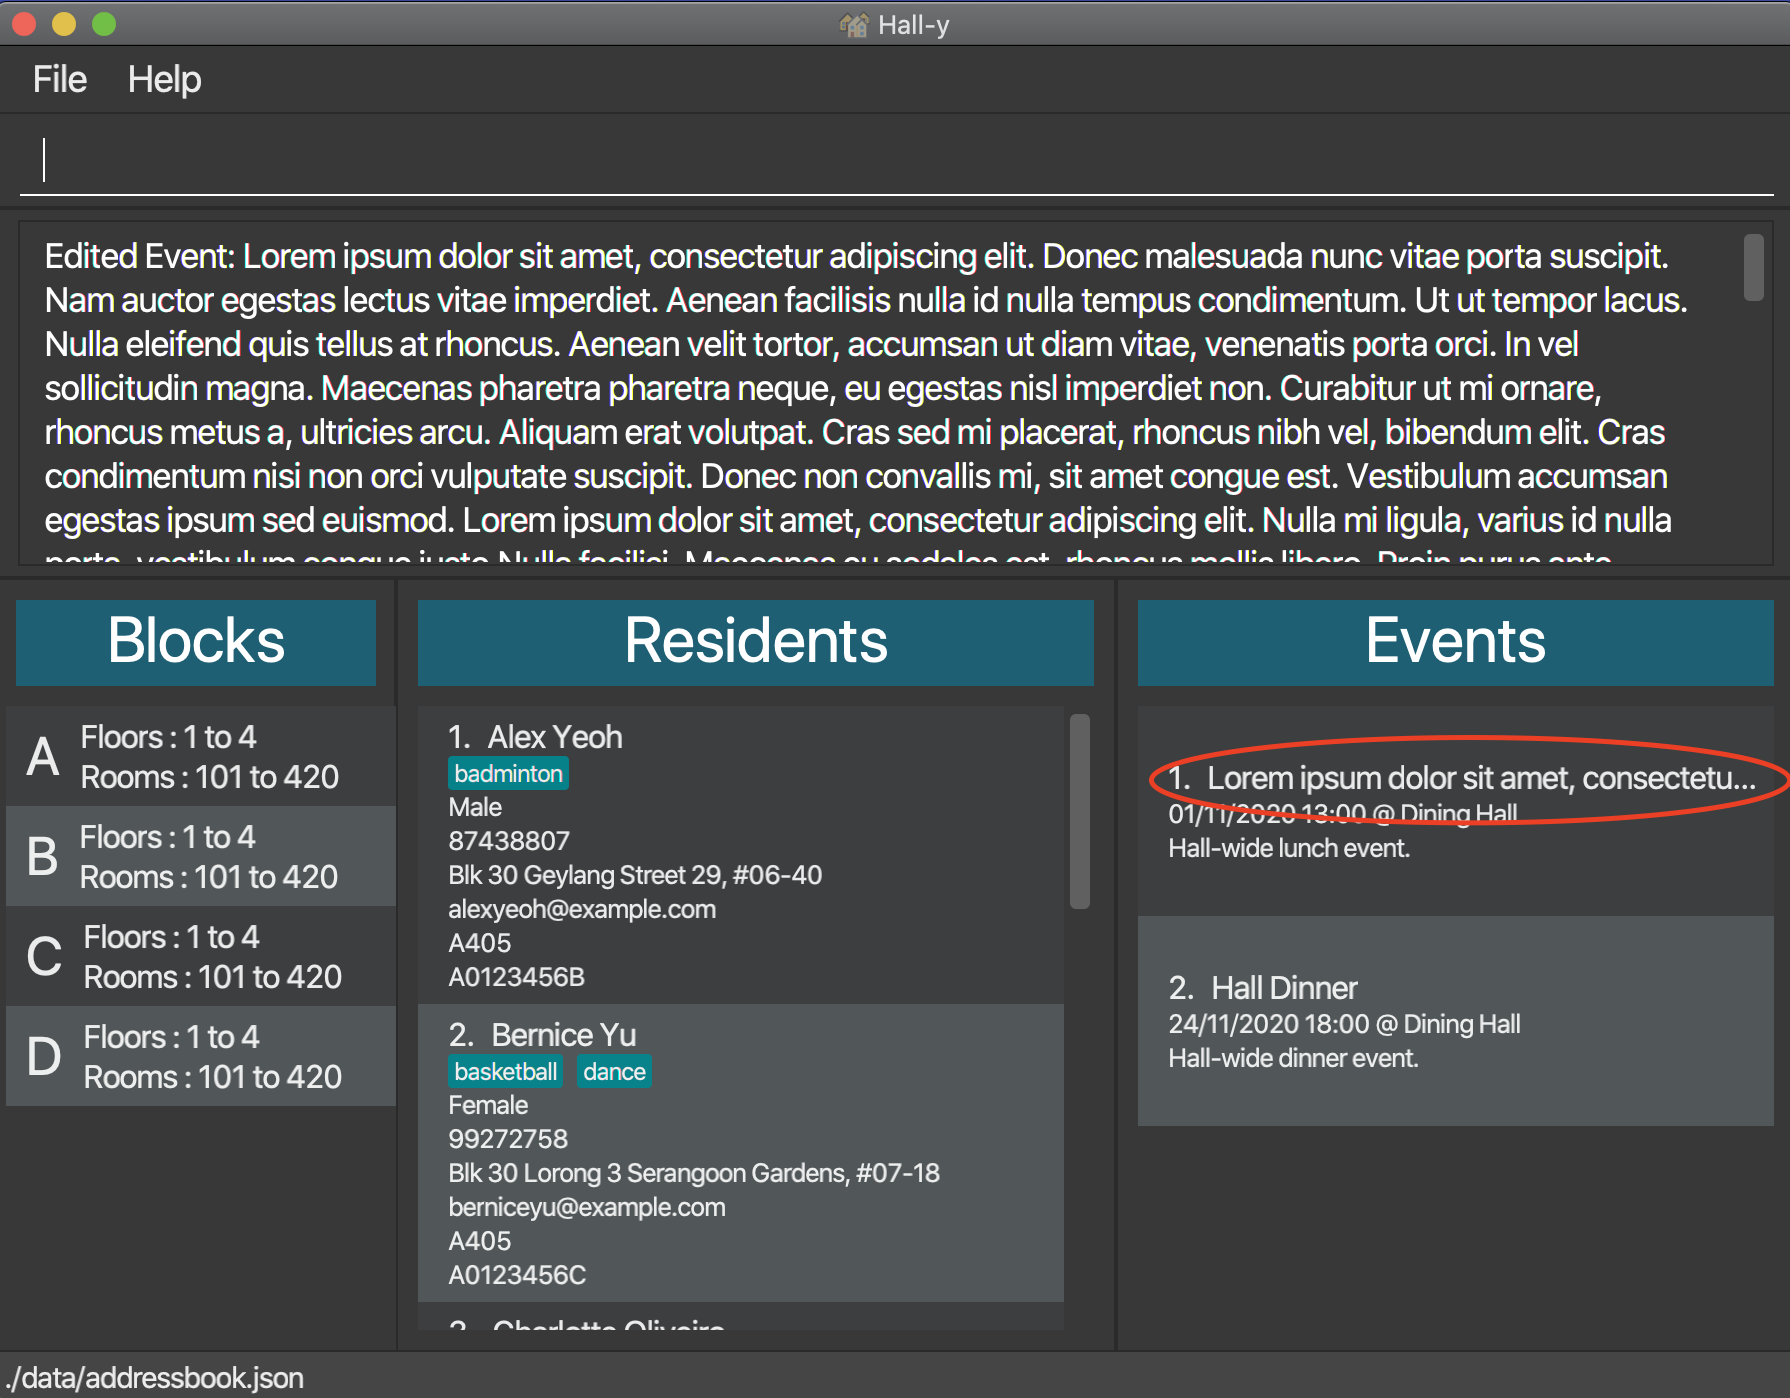 Hall-y
File Help
Edited Event: Lorem ipsum dolor sit amet, consectetur adipiscing elit. Donec malesuada nunc vitae porta suscipit.
Nam auctor egestas lectus vitae imperdiet. Aenean facilisis nulla id nulla tempus condimentum. Ut ut tempor lacus.
Nulla eleifend quis tellus at rhoncus. Aenean velit tortor, accumsan ut diam vitae, venenatis porta orci. In vel
sollicitudin magna. Maecenas pharetra pharetra neque, eu egestas nisl imperdiet non. Curabitur ut mi ornare,
rhoncus metus a, ultricies arcu. Aliquam erat volutpat. Cras sed mi placerat, rhoncus nibh vel, bibendum elit. Cras
condimentum nisi non orci vulputate suscipit. Donec non convallis mi, sit amet congue est. Vestibulum accumsan
egestas ipsum sed euismod. Lorem ipsum dolor sit amet, consectetur adipiscing elit. Nulla mi ligula, varius id nulla
Blocks
A
Floors : 1 to 4
Rooms : 101 to 420
B
Floors : 1 to 4
Rooms : 101 to 420
C
Floors : 1 to 4
Rooms : 101 to 420
D
Floors : 1 to 4
Rooms : 101 to 420
Residents
1. Alex Yeoh
badminton
Male
87438807
Blk 30 Geylang Street 29, #06-40
alexyeoh@example.com
A405
A0123456B
2. Bernice Yu
basketball dance
Female
99272758
Blk 30 Lorong 3 Serangoon Gardens, #07-18
berniceyu@example.com
A405
A0123456C
Events
1. Lorem ipsum dolor sit amet, consectetu...
01/11/2020 13:00 @ Dining Hall
Hall-wide lunch event.
2. Hall Dinner
24/11/2020 18:00 @ Dining Hall
Hall-wide dinner event.
./data/addressbook.json